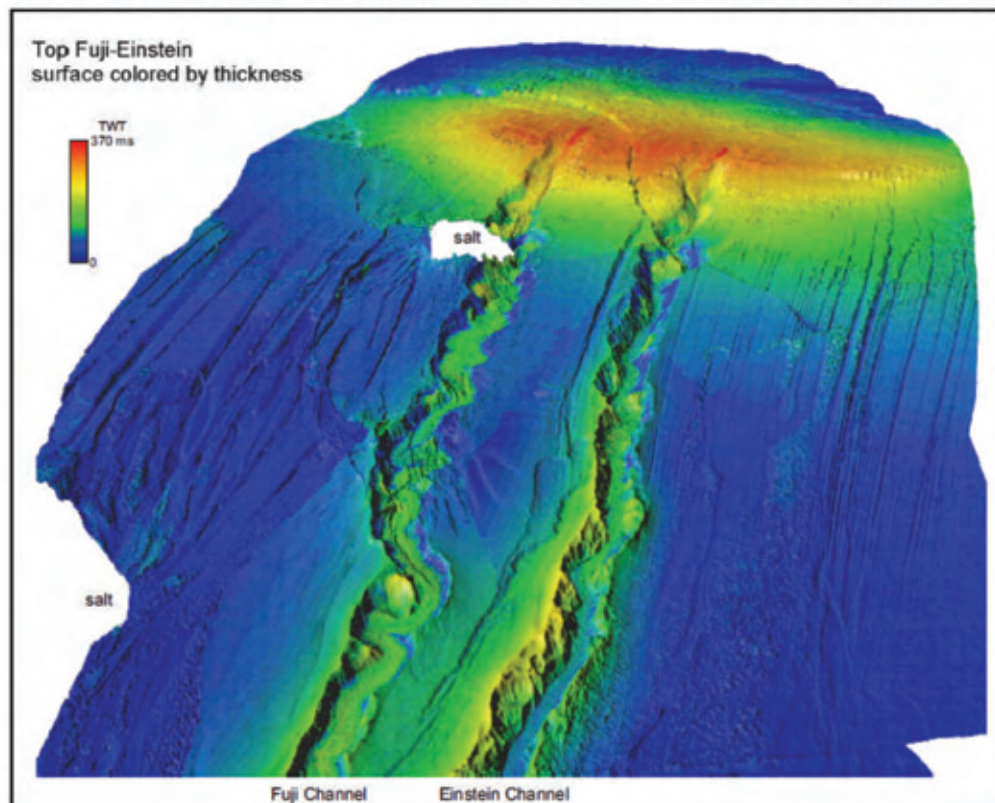 Top Fuji-Einstein
surface colored by thickness
TWT
370 ms
0
salt
salt
Fuji Channel
Einstein Channel